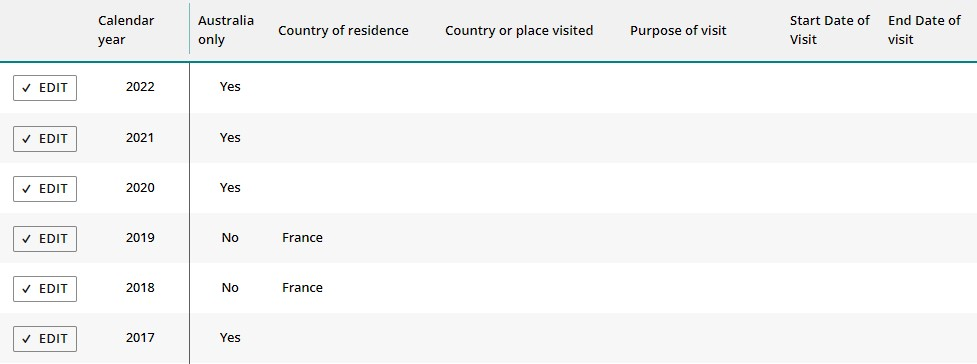 Calendar year Australia only Country of residence Country or place visited Purpose of visit Start Date of Visit End Date of visit
✓ EDIT 2022 Yes
✓ EDIT 2021 Yes
✓ EDIT 2020 Yes
✓ EDIT 2019 No France
✓ EDIT 2018 No France
✓ EDIT 2017 Yes